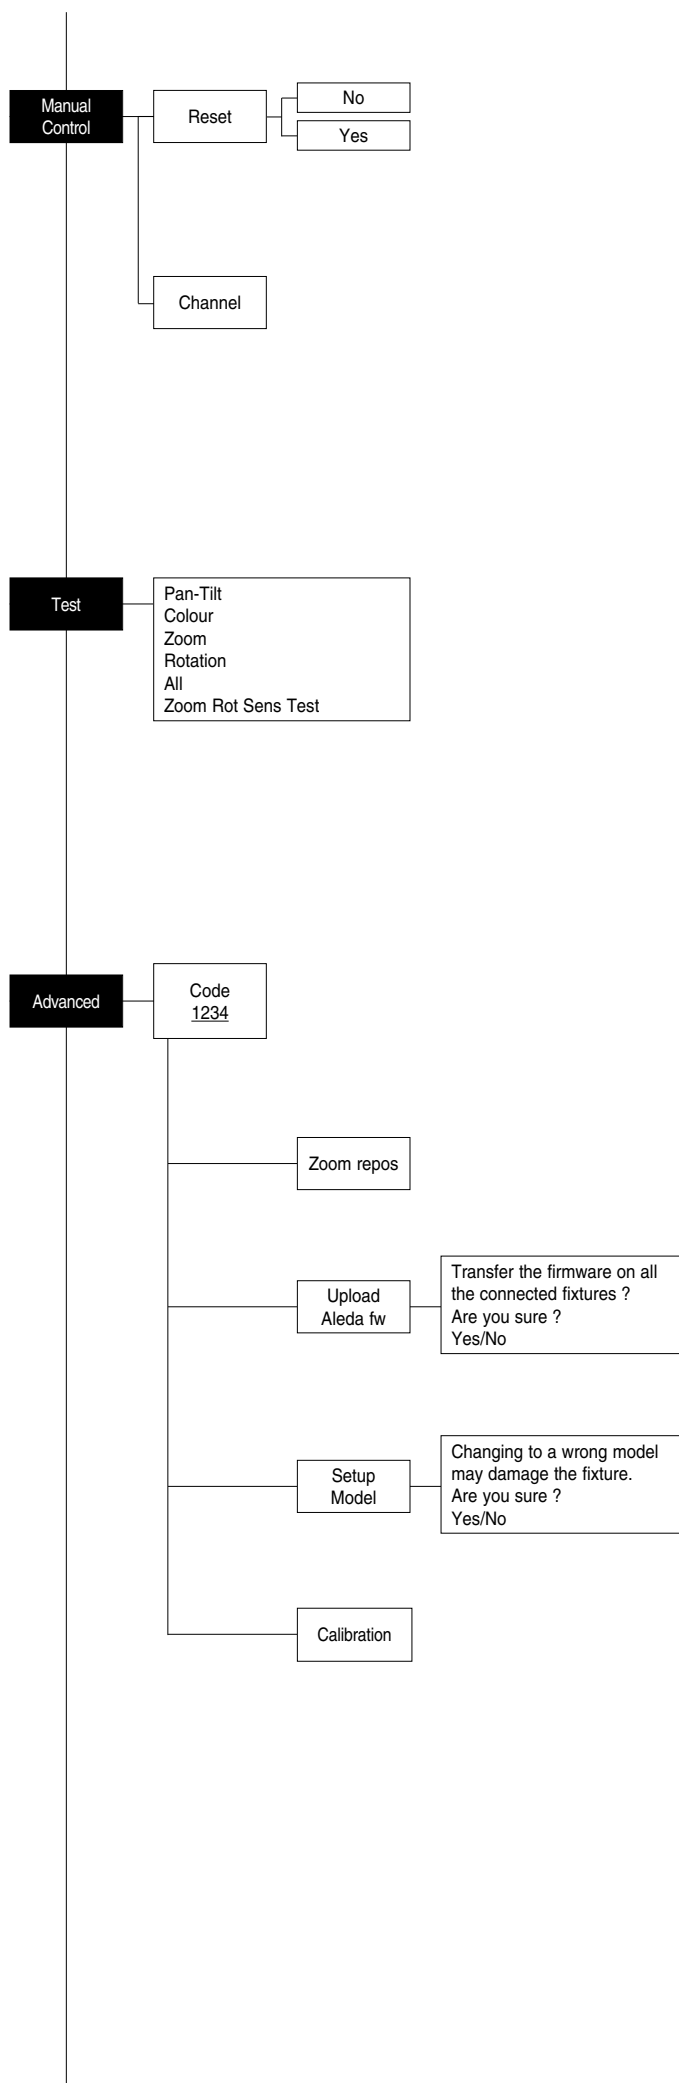 Manual
Control
Reset
No
Yes
Channel
Test
Pan-Tilt
Colour
Zoom
Rotation
All
Zoom Rot Sens Test
Advanced
Code
1234
Zoom repos
Upload
Aleda fw
Transfer the firmware on all
the connected fixtures ?
Are you sure ?
Yes/No
Setup
Model
Changing to a wrong model
may damage the fixture.
Are you sure ?
Yes/No
Calibration